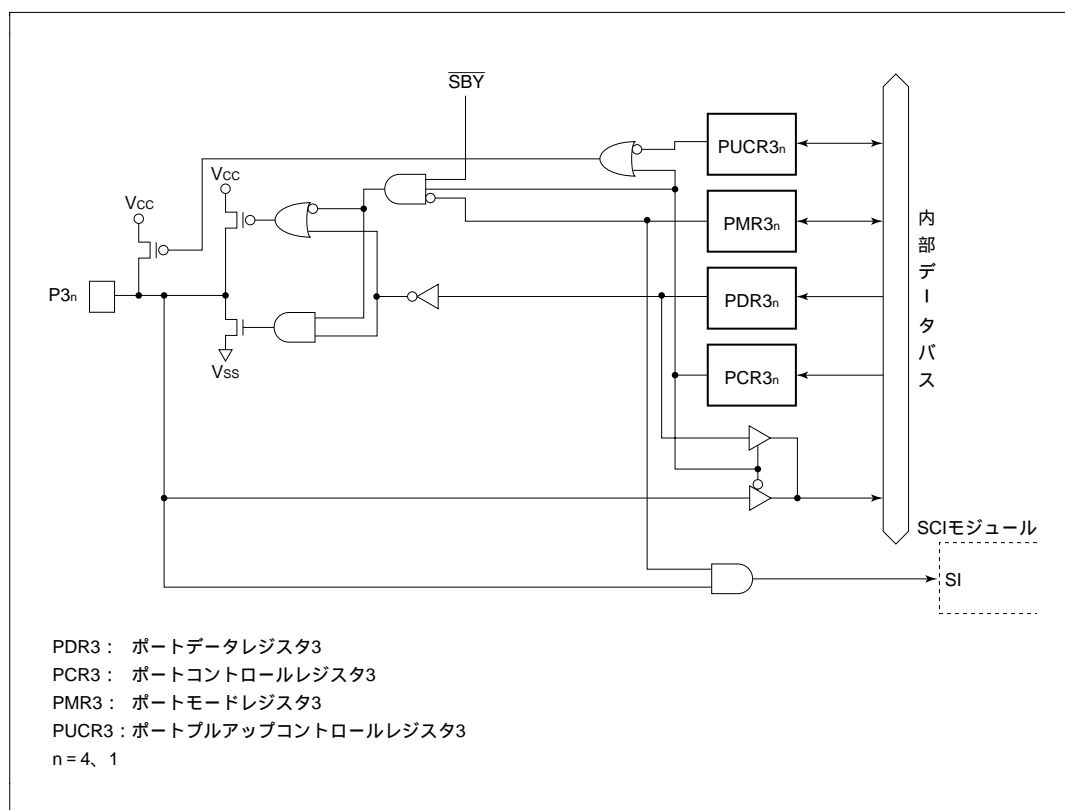 SBY
PUCR3n
VCC
VCC
PMR3n
内部データバス
P3n
PDR3n
VSS
PCR3n
SCIモジュール
SI
PDR3： ポートデータレジスタ3
PCR3： ポートコントロールレジスタ3
PMR3： ポートモードレジスタ3
PUCR3：ポートプルアップコントロールレジスタ3
n = 4、1